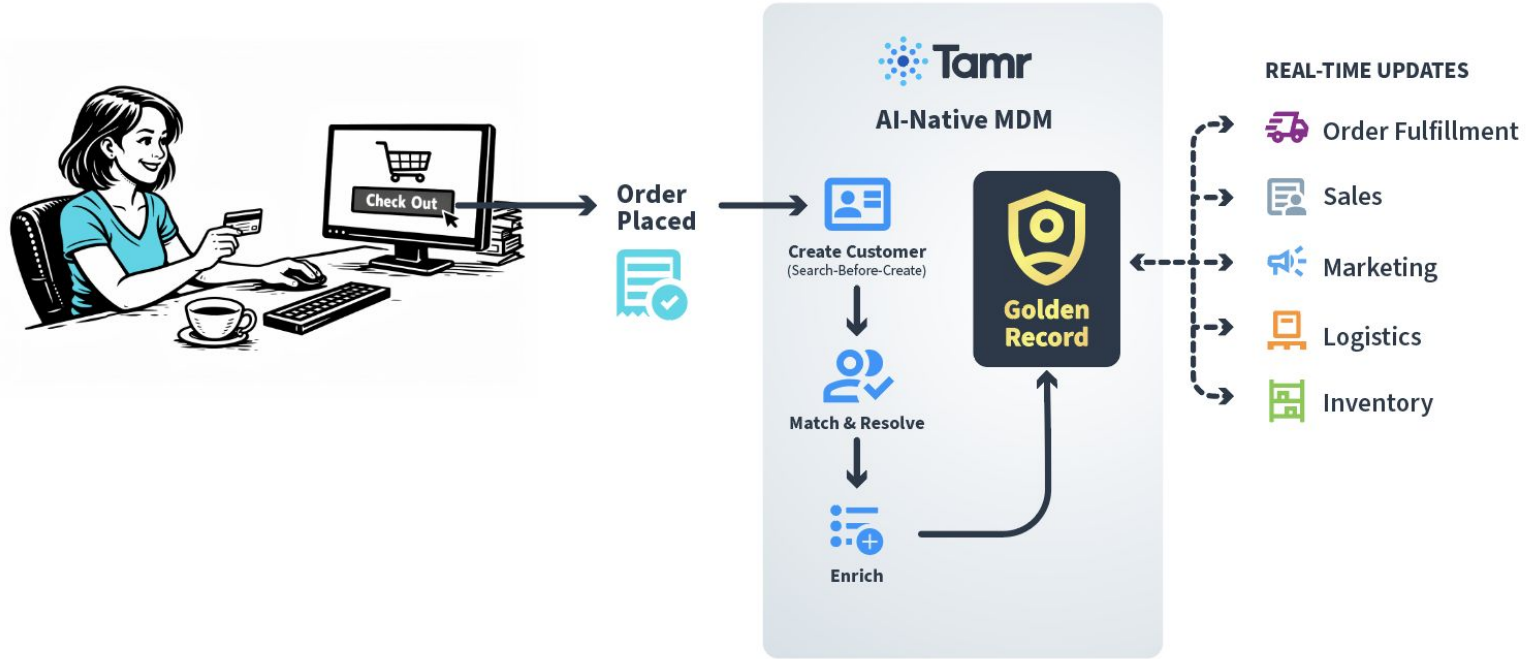 Check Out
Order
Placed
Tamr
AI-Native MDM
Create Customer
(Search-Before-Create)
Match & Resolve
Enrich
Golden
Record
REAL-TIME UPDATES
Order Fulfillment
Sales
Marketing
Logistics
Inventory